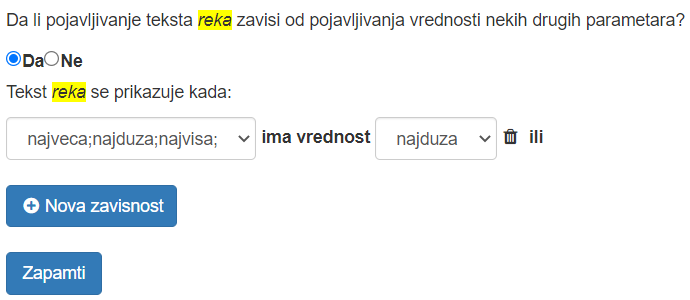 Da li pojavljivanje teksta reka zavisi od pojavljivanja vrednosti nekih drugih parametara?
Da Ne
Tekst reka se prikazuje kada:
najveca;najduza;najvisa; ima vrednost najduza ili
Nova zavisnost
Zapamti